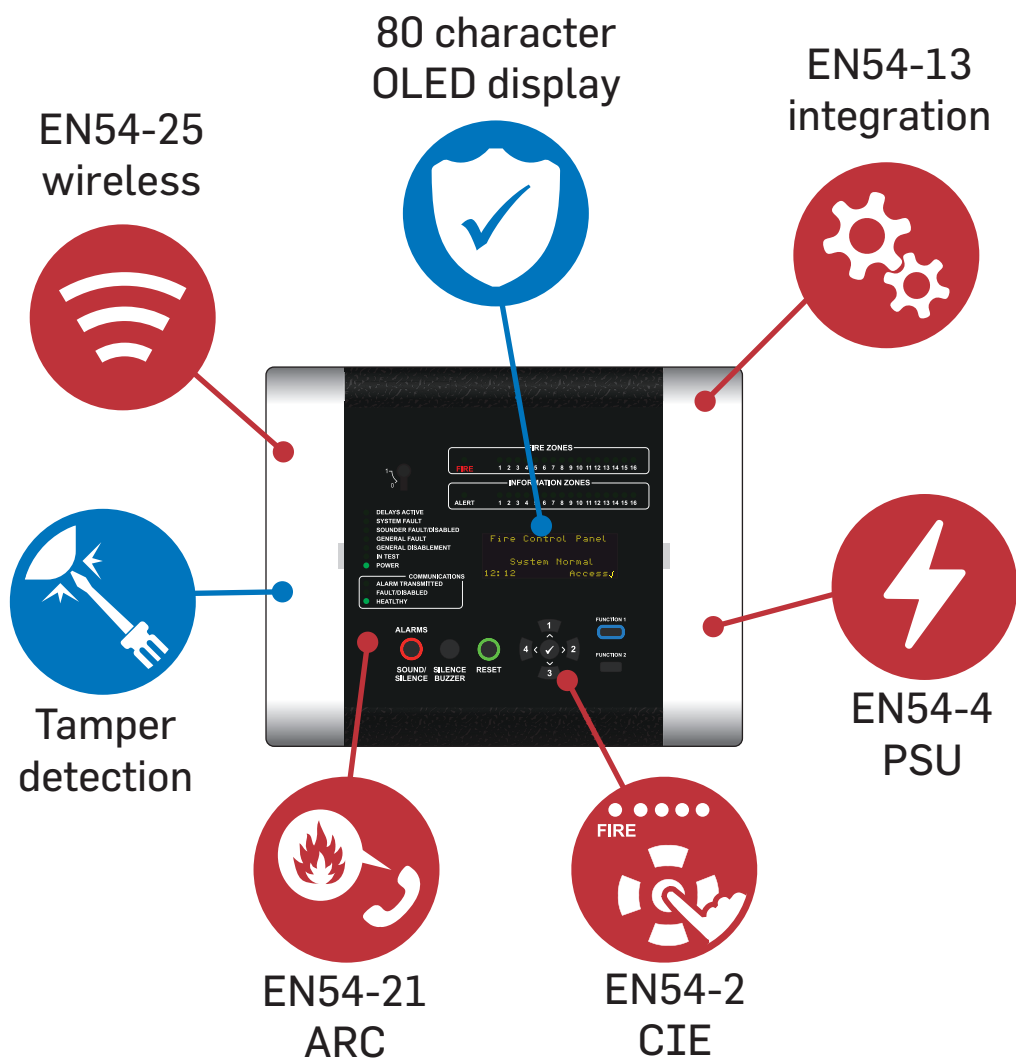 80 character
OLED display
EN54-13
integration
EN54-25
wireless
FIRE ZONES
FIRE 1 2 3 4 5 6 7 8 9 10 11 12 13 14 15 16
INFORMATION ZONES
ALERT 1 2 3 4 5 6 7 8 9 10 11 12 13 14 15 16
1
0
DELAYS ACTIVE
SYSTEM FAULT
SOUNDER FAULT/DISABLED
GENERAL FAULT
GENERAL DISABLEMENT
IN TEST
POWER
COMMUNICATIONS
ALARM TRANSMITTED
FAULT/DISABLED
HEATLTHY
Fire Control Panel
System Normal
12:12 Access✓
ALARMS
SOUND/
SILENCE
SILENCE
BUZZER
RESET
1
4 ✓ 2
3
FUNCTION 1
FUNCTION 2
Tamper
detection
EN54-4
PSU
FIRE
EN54-21
ARC
EN54-2
CIE